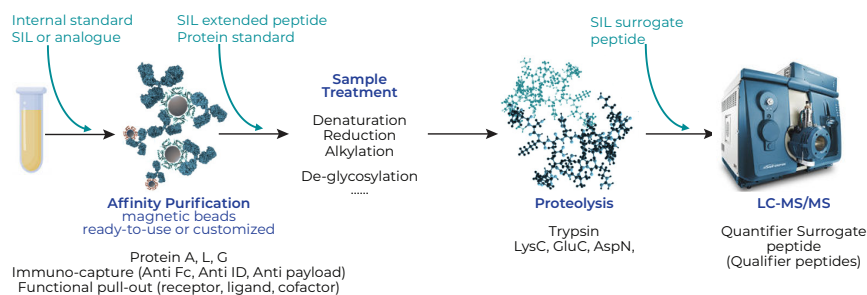 Internal standard
SIL or analogue
SIL extended peptide
Protein standard
SIL surrogate
peptide
Sample
Treatment
Denaturation
Reduction
Alkylation
De-glycosylation
......
Affinity Purification
magnetic beads
ready-to-use or customized
Protein A, L, G
Immuno-capture (Anti Fc, Anti ID, Anti payload)
Functional pull-out (receptor, ligand, cofactor)
Proteolysis
Trypsin
LysC, GluC, AspN,
LC-MS/MS
Quantifier Surrogate
peptide
(Qualifier peptides)